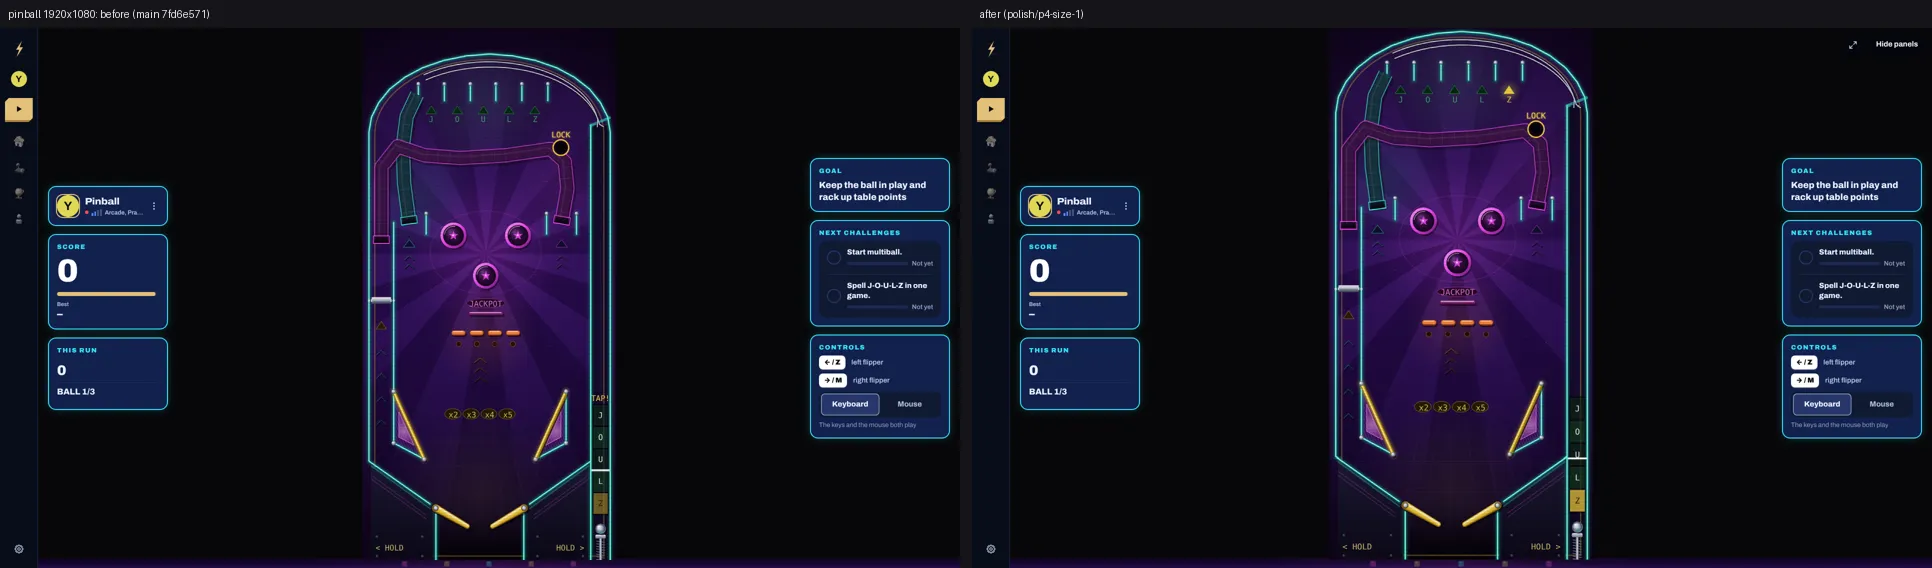 pinball 1920x1080: before (main 7fd6e571)
Y
Y
Pinball
Arcade, Pra...
SCORE
0
Best
–
THIS RUN
0
BALL 1/3
J O U L Z
LOCK
JACKPOT
x2 x3 x4 x5
TAP!
J
O
U
L
Z
< HOLD
HOLD >
GOAL
Keep the ball in play and
rack up table points
NEXT CHALLENGES
Start multiball.
Not yet
Spell J-O-U-L-Z in one
game.
Not yet
CONTROLS
← / Z left flipper
→ / M right flipper
Keyboard Mouse
The keys and the mouse both play
after (polish/p4-size-1)
Hide panels
Y
Y
Pinball
Arcade, Pra...
SCORE
0
Best
–
THIS RUN
0
BALL 1/3
J O U L Z
LOCK
JACKPOT
x2 x3 x4 x5
J
O
U
L
Z
< HOLD
HOLD >
GOAL
Keep the ball in play and
rack up table points
NEXT CHALLENGES
Start multiball.
Not yet
Spell J-O-U-L-Z in one
game.
Not yet
CONTROLS
← / Z left flipper
→ / M right flipper
Keyboard Mouse
The keys and the mouse both play